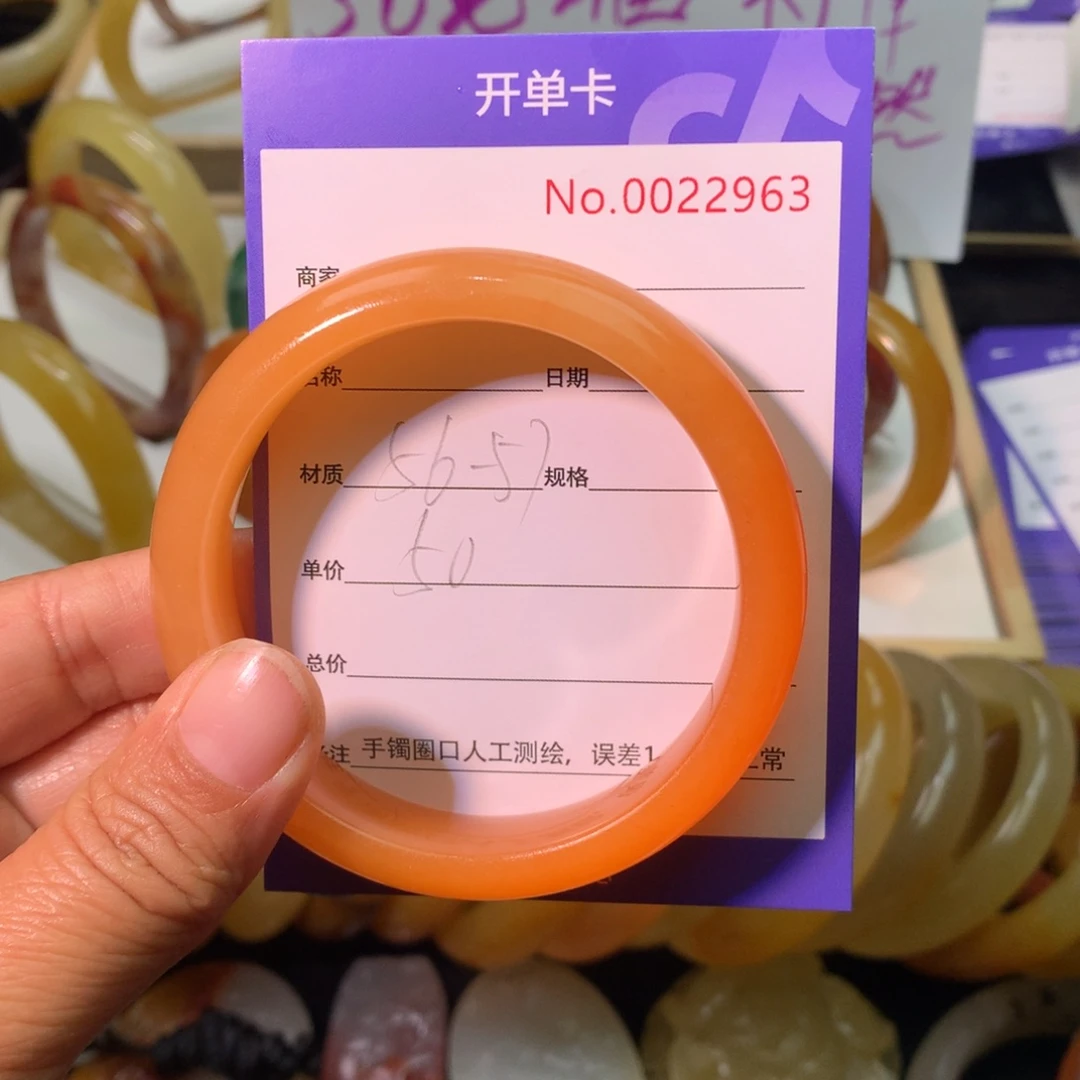 开单卡
No.0022963
商家
名称 日期
材质 56-57 规格
单价 50
总价
注 手镯圈口人工测绘，误差1 常